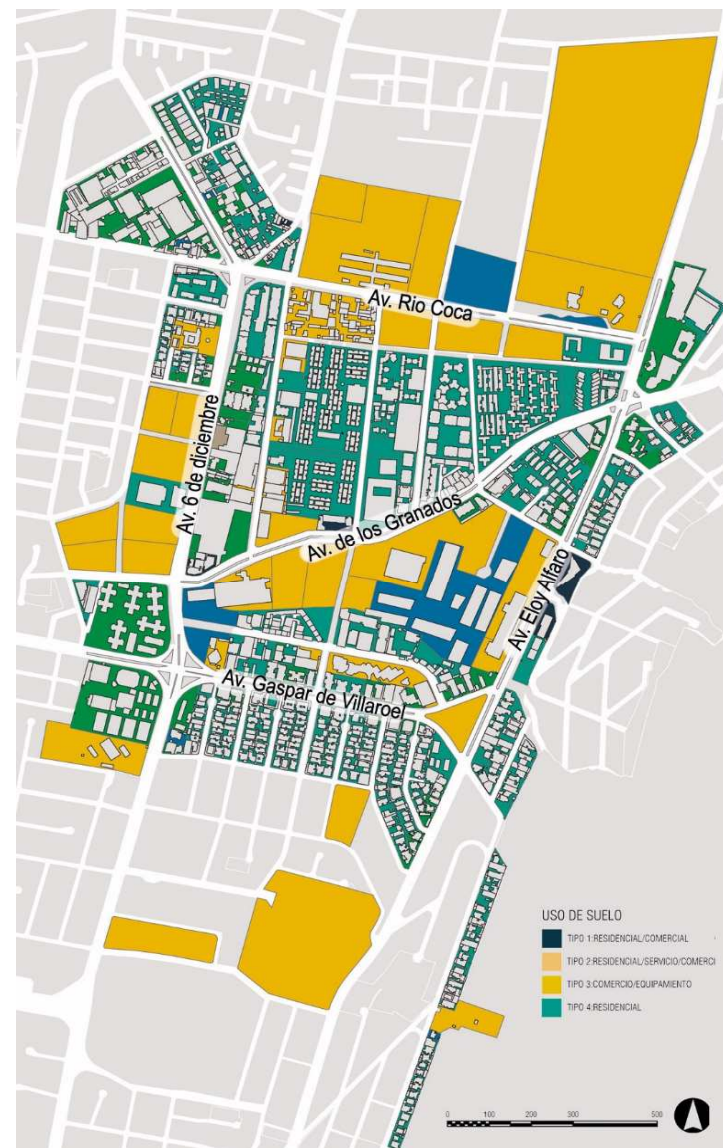 Av. Rio Coca
Av. 6 de diciembre
Av. de los Granados
Av. Eloy Alfaro
Av. Gaspar de Villaroel
USO DE SUELO
TIPO 1:RESIDENCIAL/COMERCIAL
TIPO 2:RESIDENCIAL/SERVICIO/COMERCI
TIPO 3:COMERCIO/EQUIPAMIENTO
TIPO 4:RESIDENCIAL
0 100 200 300 500